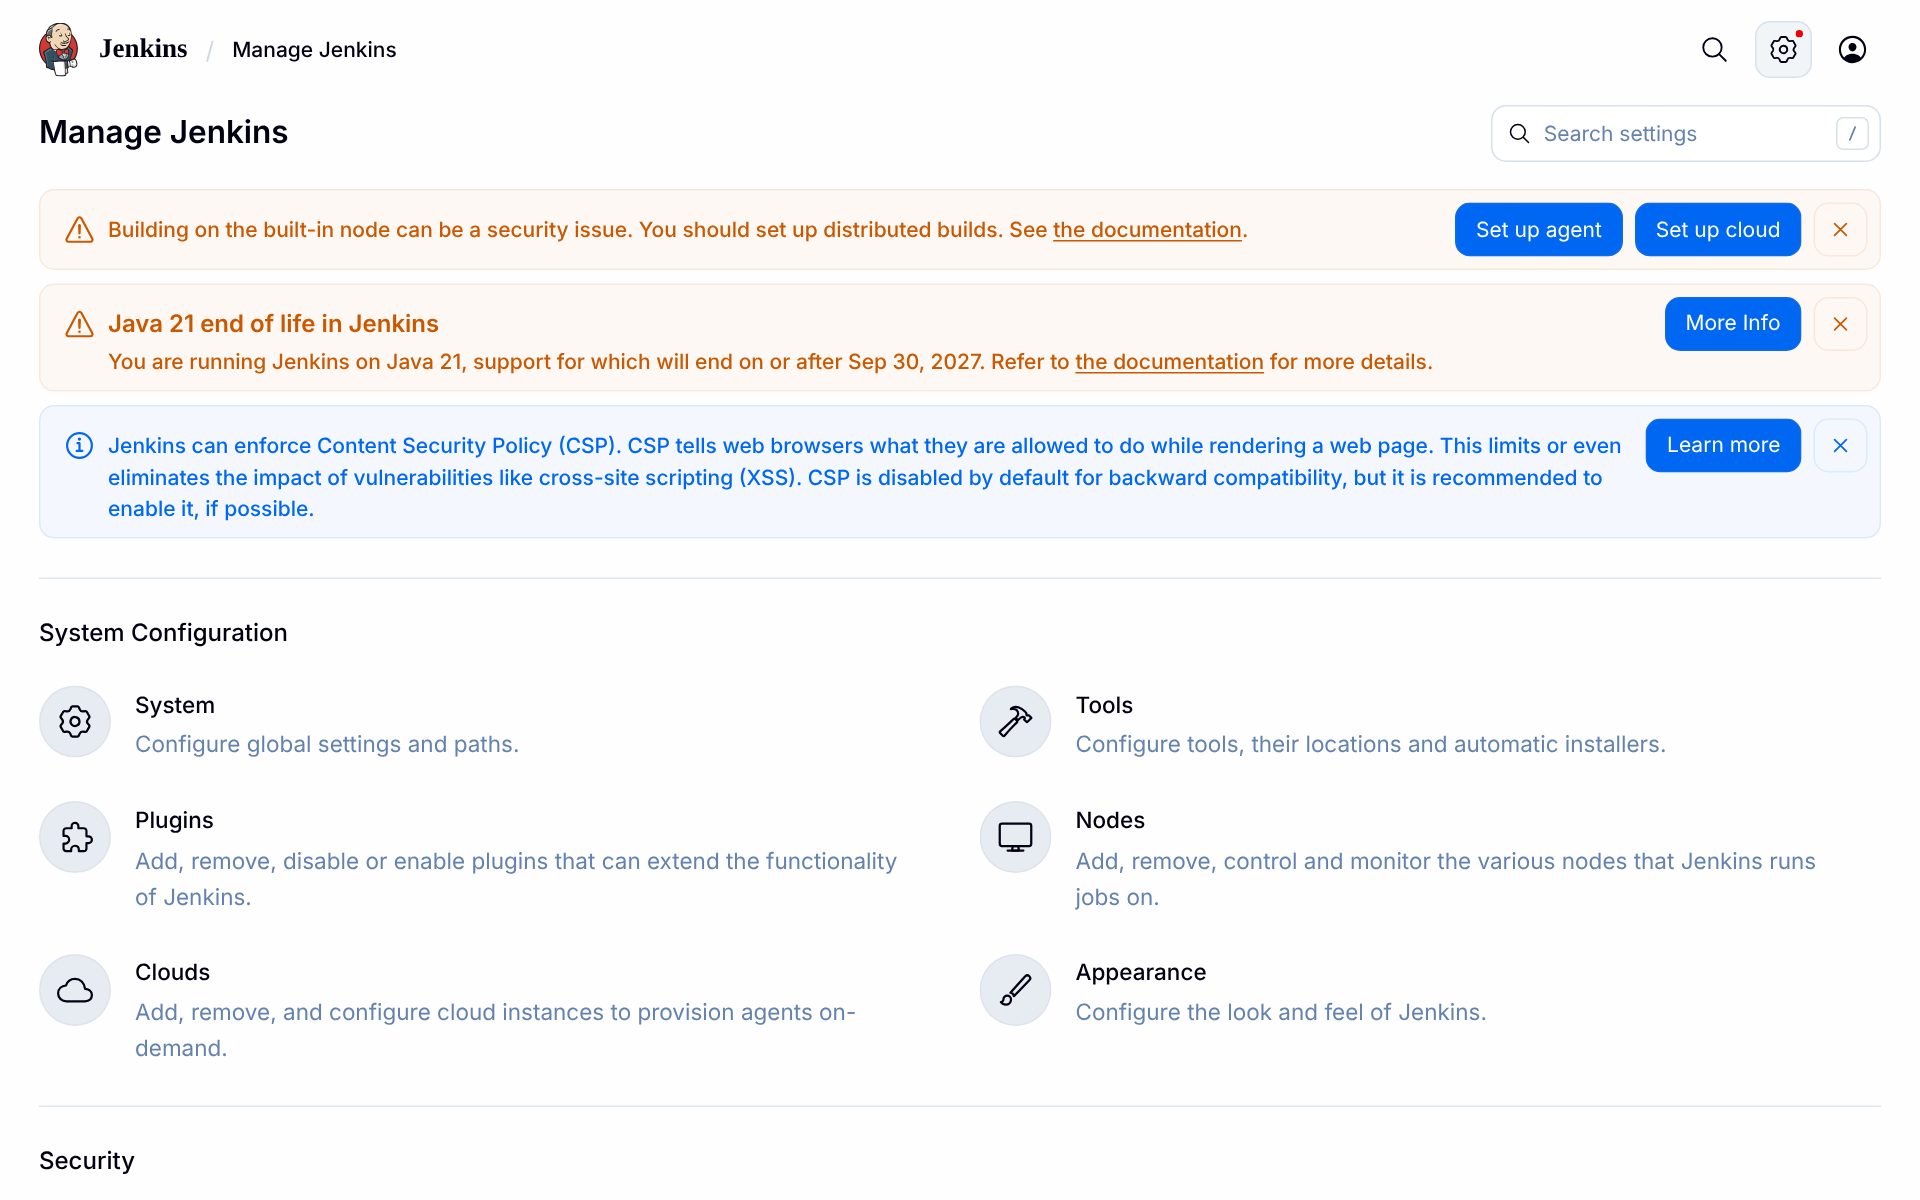 Jenkins / Manage Jenkins
Manage Jenkins
Search settings /
Building on the built-in node can be a security issue. You should set up distributed builds. See the documentation.
Set up agent
Set up cloud
Java 21 end of life in Jenkins
You are running Jenkins on Java 21, support for which will end on or after Sep 30, 2027. Refer to the documentation for more details.
More Info
Jenkins can enforce Content Security Policy (CSP). CSP tells web browsers what they are allowed to do while rendering a web page. This limits or even
eliminates the impact of vulnerabilities like cross-site scripting (XSS). CSP is disabled by default for backward compatibility, but it is recommended to
enable it, if possible.
Learn more
System Configuration
System
Configure global settings and paths.
Tools
Configure tools, their locations and automatic installers.
Plugins
Add, remove, disable or enable plugins that can extend the functionality
of Jenkins.
Nodes
Add, remove, control and monitor the various nodes that Jenkins runs
jobs on.
Clouds
Add, remove, and configure cloud instances to provision agents on-
demand.
Appearance
Configure the look and feel of Jenkins.
Security